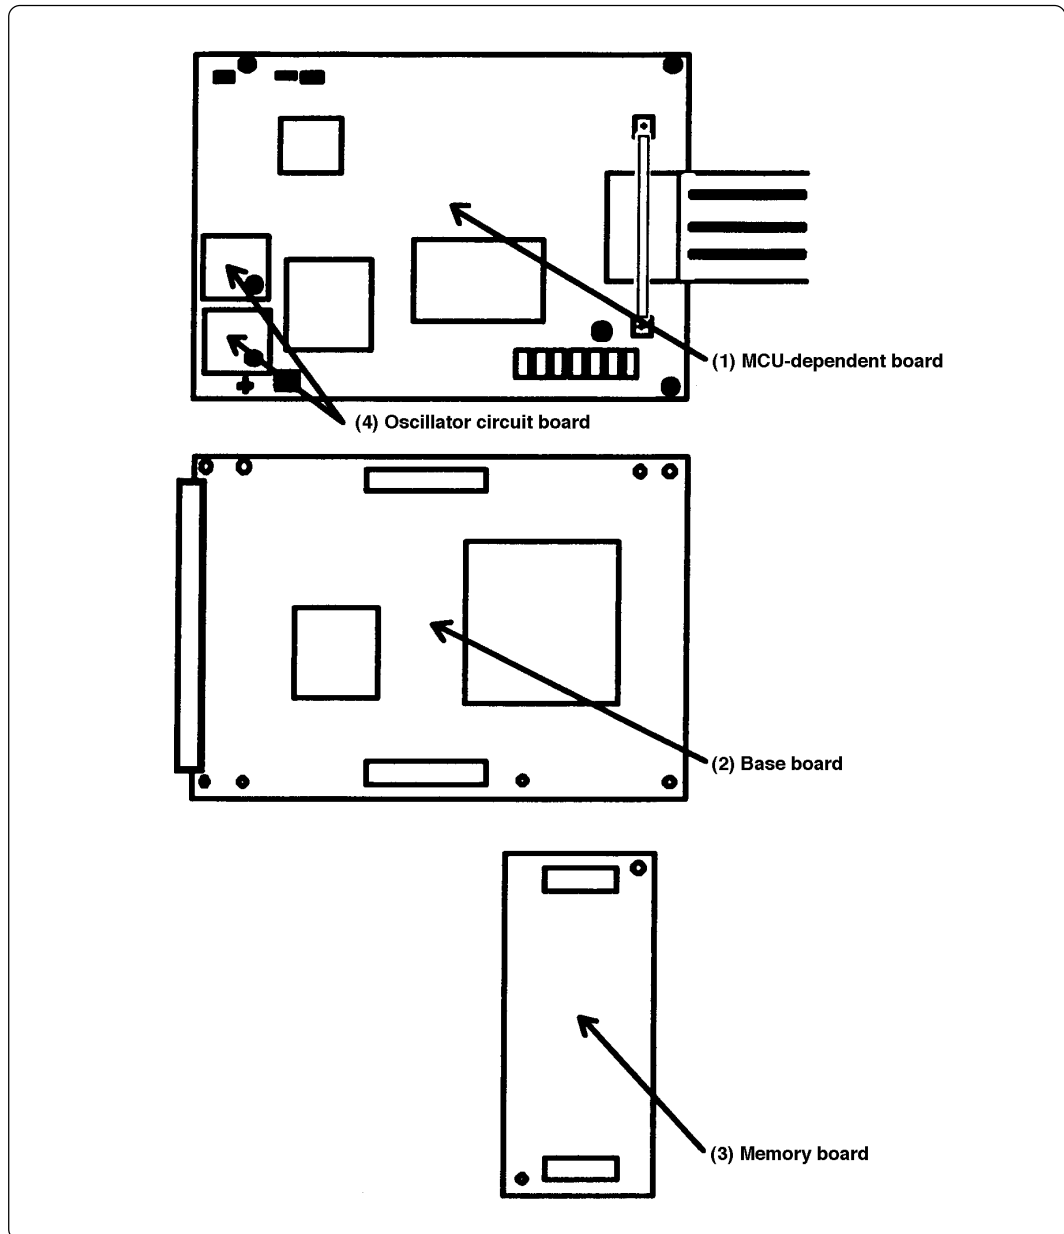 (1) MCU-dependent board
(4) Oscillator circuit board
(2) Base board
(3) Memory board